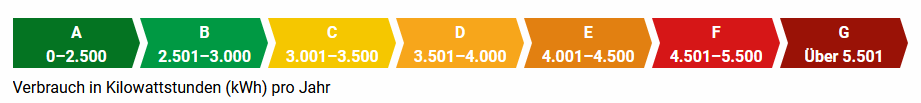 A B C D E F G
0–2.500 2.501–3.000 3.001–3.500 3.501–4.000 4.001–4.500 4.501–5.500 Über 5.501
Verbrauch in Kilowattstunden (kWh) pro Jahr